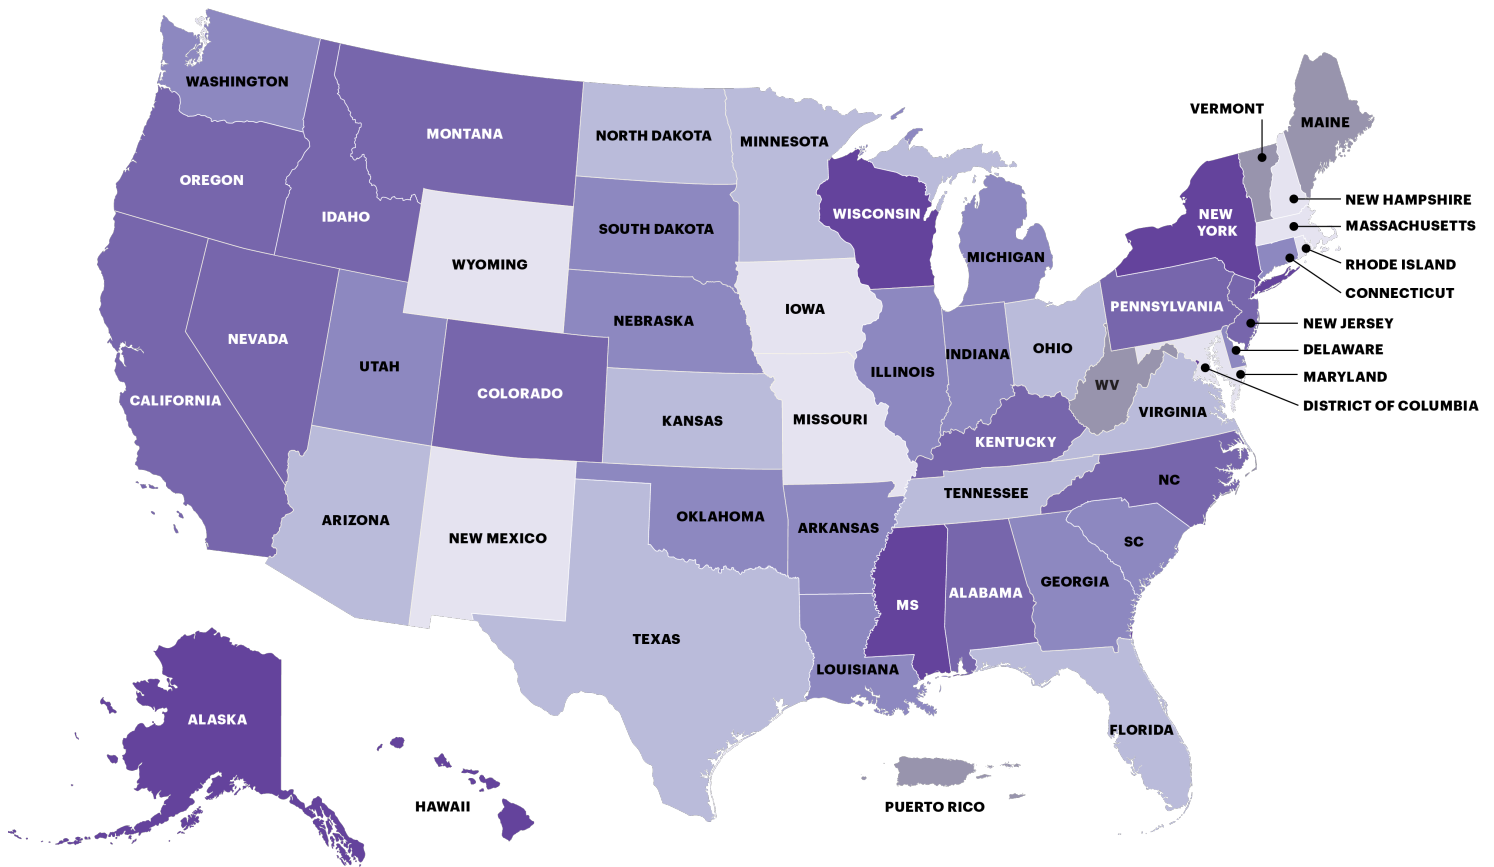 WASHINGTON
MONTANA
NORTH DAKOTA
MINNESOTA
VERMONT
MAINE
OREGON
IDAHO
SOUTH DAKOTA
WISCONSIN
NEW
YORK
NEW HAMPSHIRE
MASSACHUSETTS
WYOMING
MICHIGAN
RHODE ISLAND
CONNECTICUT
IOWA
PENNSYLVANIA
NEBRASKA
NEW JERSEY
NEVADA
OHIO
INDIANA
DELAWARE
UTAH
ILLINOIS
MARYLAND
WV
COLORADO
CALIFORNIA
DISTRICT OF COLUMBIA
VIRGINIA
KANSAS
MISSOURI
KENTUCKY
NC
TENNESSEE
ARIZONA
OKLAHOMA
ARKANSAS
NEW MEXICO
SC
GEORGIA
ALABAMA
MS
TEXAS
LOUISIANA
ALASKA
FLORIDA
HAWAII
PUERTO RICO